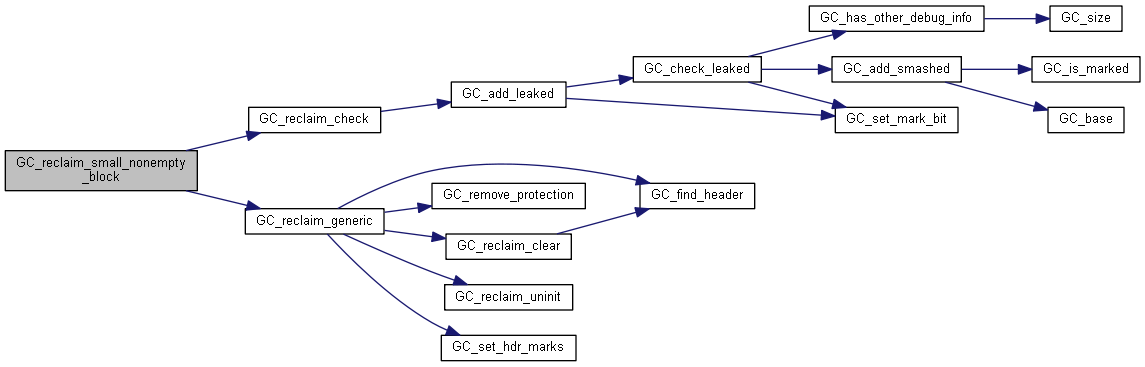 GC_has_other_debug_info
GC_size
GC_check_leaked
GC_add_smashed
GC_is_marked
GC_add_leaked
GC_reclaim_check
GC_set_mark_bit
GC_base
GC_reclaim_small_nonempty
_block
GC_remove_protection
GC_find_header
GC_reclaim_generic
GC_reclaim_clear
GC_reclaim_uninit
GC_set_hdr_marks